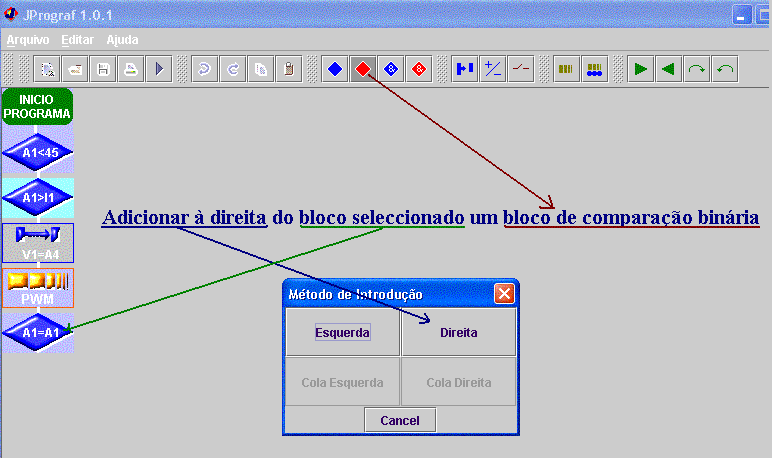 JPrograf 1.0.1
Arquivo Editar Ajuda
& &
INICIO
PROGRAMA
A1<45
A1>I1
V1=A4
PWM
A1=A1
Adicionar à direita do bloco seleccionado um bloco de comparação binária
Método de Introdução
Esquerda Direita
Cola Esquerda Cola Direita
Cancel